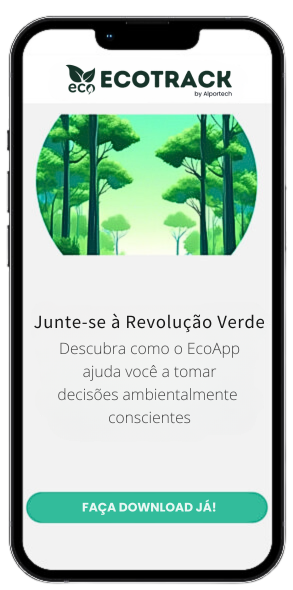 eco
ECOTRACK
by Alportech
Junte-se à Revolução Verde
Descubra como o EcoApp
ajuda você a tomar
decisões ambientalmente
conscientes
FAÇA DOWNLOAD JÁ!